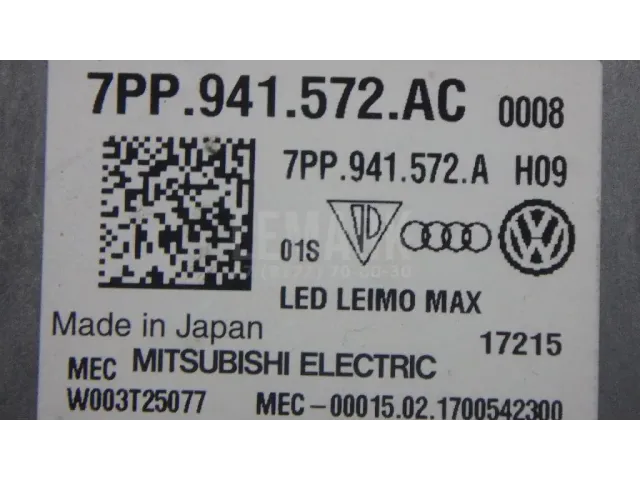 7PP.941.572.AC 0008
7PP.941.572.A H09
01S
LED LEIMO MAX
Made in Japan 17215
MEC MITSUBISHI ELECTRIC
W003T25077 MEC-00015.02.1700542300